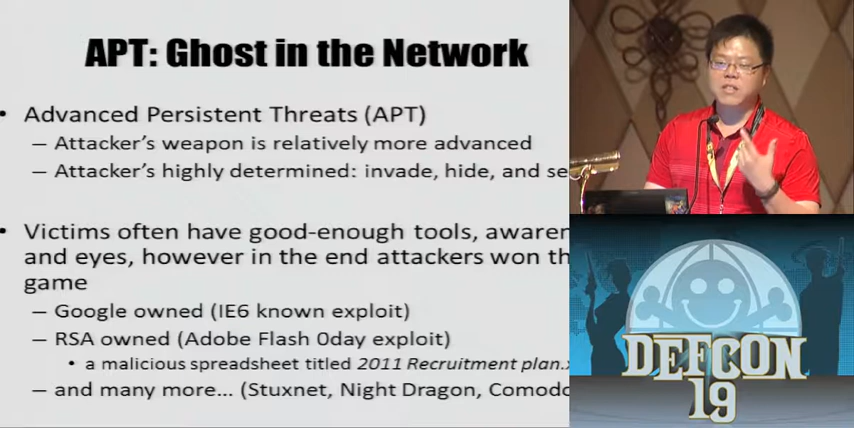 APT: Ghost in the Network
• Advanced Persistent Threats (APT)
– Attacker's weapon is relatively more advanced
– Attacker's highly determined: invade, hide, and se
• Victims often have good-enough tools, awaren
and eyes, however in the end attackers won th
game
– Google owned (IE6 known exploit)
– RSA owned (Adobe Flash 0day exploit)
• a malicious spreadsheet titled 2011 Recruitment plan.x
– and many more... (Stuxnet, Night Dragon, Comodo
DEFCON
19